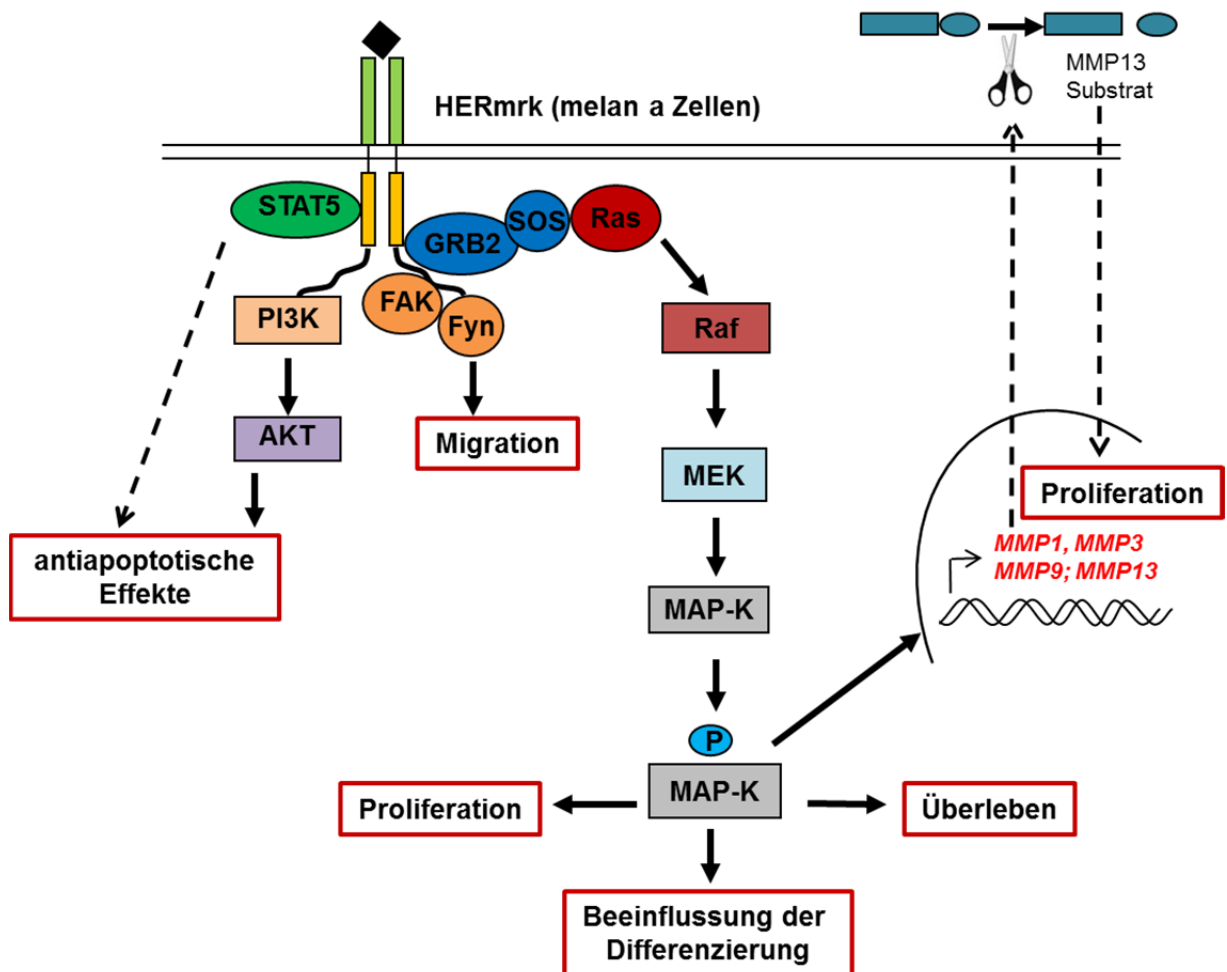 HERmrk (melan a Zellen)
MMP13
Substrat
STAT5
GRB2
SOS
Ras
PI3K
FAK
Fyn
Raf
AKT
Migration
MEK
antiapoptotische
Effekte
MAP-K
Proliferation
MMP1, MMP3
MMP9; MMP13
P
MAP-K
Proliferation
Überleben
Beeinflussung der
Differenzierung